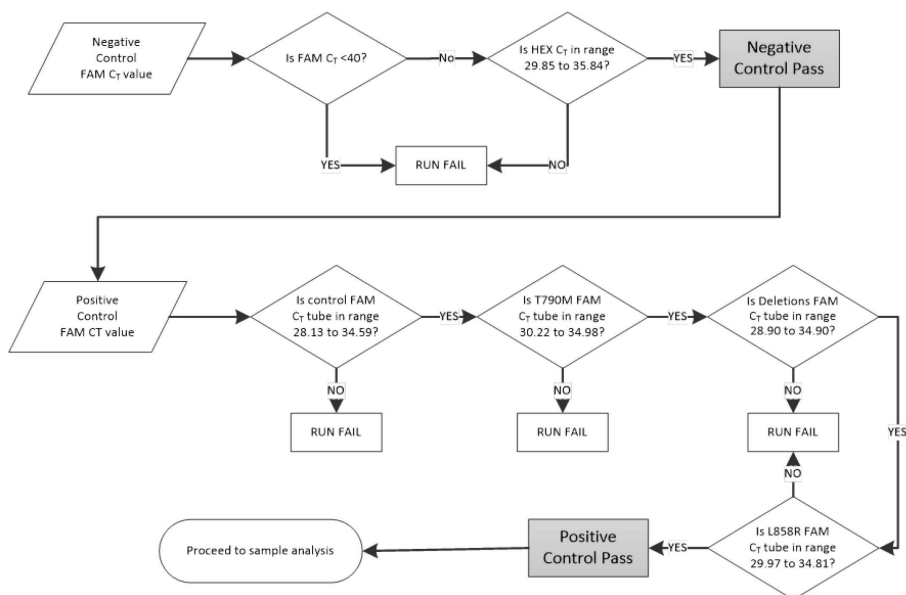 Negative
Control
FAM CT value
Is FAM CT <40?
No
Is HEX CT in range
29.85 to 35.84?
YES
Negative
Control Pass
YES
RUN FAIL
NO
Positive
Control
FAM CT value
Is control FAM
CT tube in range
28.13 to 34.59?
YES
Is T790M FAM
CT tube in range
30.22 to 34.98?
YES
Is Deletions FAM
CT tube in range
28.90 to 34.90?
NO
NO
NO
RUN FAIL
RUN FAIL
RUN FAIL
YES
NO
Proceed to sample analysis
Positive
Control Pass
YES
Is L858R FAM
CT tube in range
29.97 to 34.81?